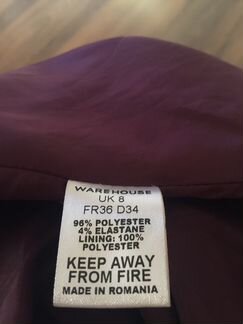 WAREHOUSE
UK 8
FR36 D34
96% POLYESTER
4% ELASTANE
LINING: 100%
POLYESTER
KEEP AWAY
FROM FIRE
MADE IN ROMANIA